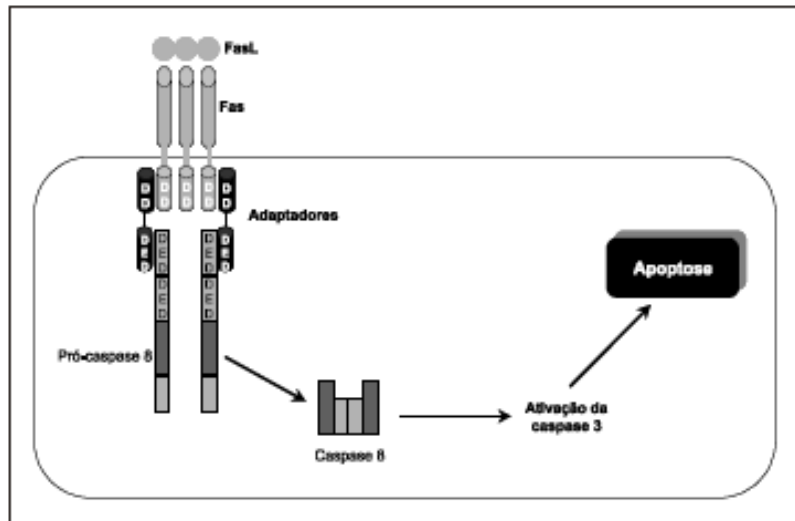 FasL
Fas
D D D D D
D D D D D
Adaptadores
D D D D
E E E E
D D D D
D D
E E
D D
Apoptose
Pró-caspase 8
Ativação da
caspase 3
Caspase 8